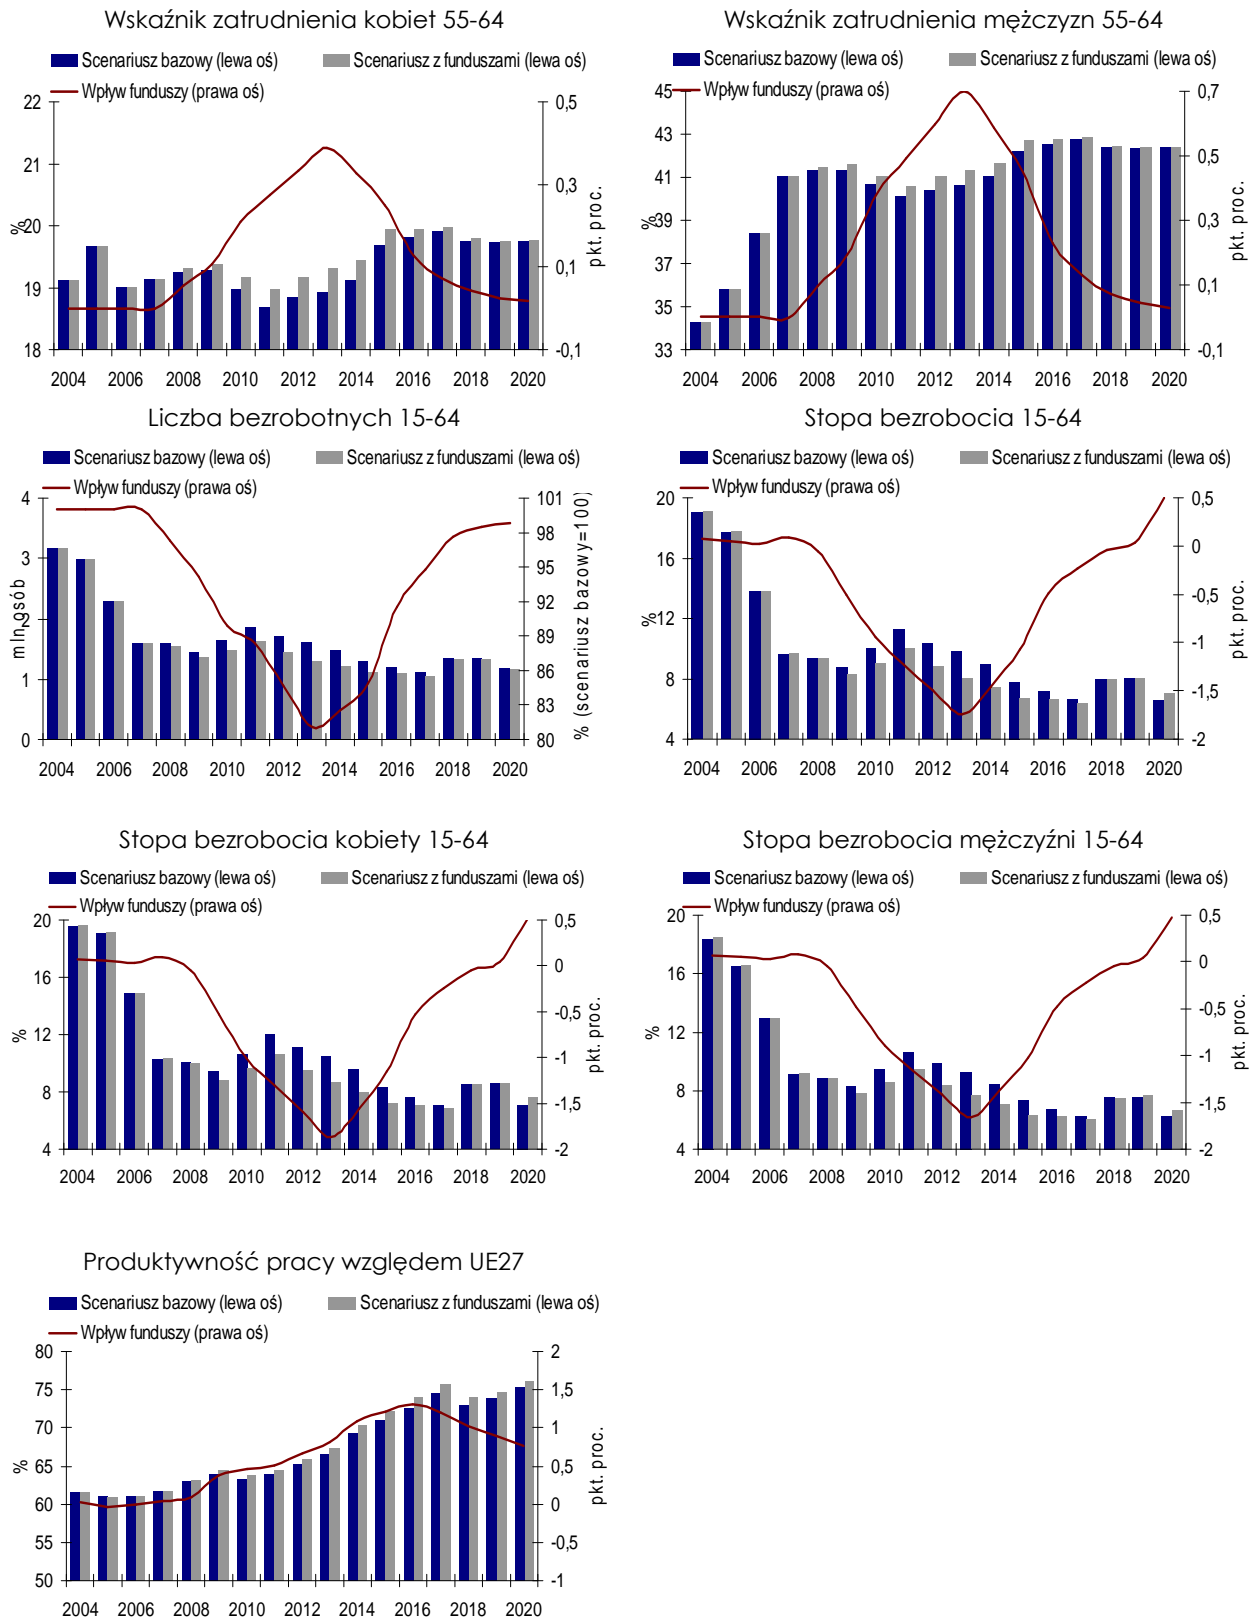 Wskaźnik zatrudnienia kobiet 55-64
Scenariusz bazowy (lewa oś)
Scenariusz z funduszami (lewa oś)
Wpływ funduszy (prawa oś)
22
21
20
19
18
%
0,5
0,3
0,1
-0,1
pkt. proc.
2004 2006 2008 2010 2012 2014 2016 2018 2020
Wskaźnik zatrudnienia mężczyzn 55-64
Scenariusz bazowy (lewa oś)
Scenariusz z funduszami (lewa oś)
Wpływ funduszy (prawa oś)
45
43
41
39
37
35
33
%
0,7
0,5
0,3
0,1
-0,1
pkt. proc.
2004 2006 2008 2010 2012 2014 2016 2018 2020
Liczba bezrobotnych 15-64
Scenariusz bazowy (lewa oś)
Scenariusz z funduszami (lewa oś)
Wpływ funduszy (prawa oś)
4
3
2
1
0
mln osób
101
98
95
92
89
86
83
80
% (scenariusz bazowy=100)
2004 2006 2008 2010 2012 2014 2016 2018 2020
Stopa bezrobocia 15-64
Scenariusz bazowy (lewa oś)
Scenariusz z funduszami (lewa oś)
Wpływ funduszy (prawa oś)
20
16
12
8
4
%
0,5
0
-0,5
-1
-1,5
-2
pkt. proc.
2004 2006 2008 2010 2012 2014 2016 2018 2020
Stopa bezrobocia kobiety 15-64
Scenariusz bazowy (lewa oś)
Scenariusz z funduszami (lewa oś)
Wpływ funduszy (prawa oś)
20
16
12
8
4
%
0,5
0
-0,5
-1
-1,5
-2
pkt. proc.
2004 2006 2008 2010 2012 2014 2016 2018 2020
Stopa bezrobocia mężczyźni 15-64
Scenariusz bazowy (lewa oś)
Scenariusz z funduszami (lewa oś)
Wpływ funduszy (prawa oś)
20
16
12
8
4
%
0,5
0
-0,5
-1
-1,5
-2
pkt. proc.
2004 2006 2008 2010 2012 2014 2016 2018 2020
Produktywność pracy względem UE27
Scenariusz bazowy (lewa oś)
Scenariusz z funduszami (lewa oś)
Wpływ funduszy (prawa oś)
80
75
70
65
60
55
50
%
2
1
1
0,5
0
-0,5
-1
pkt. proc.
2004 2006 2008 2010 2012 2014 2016 2018 2020